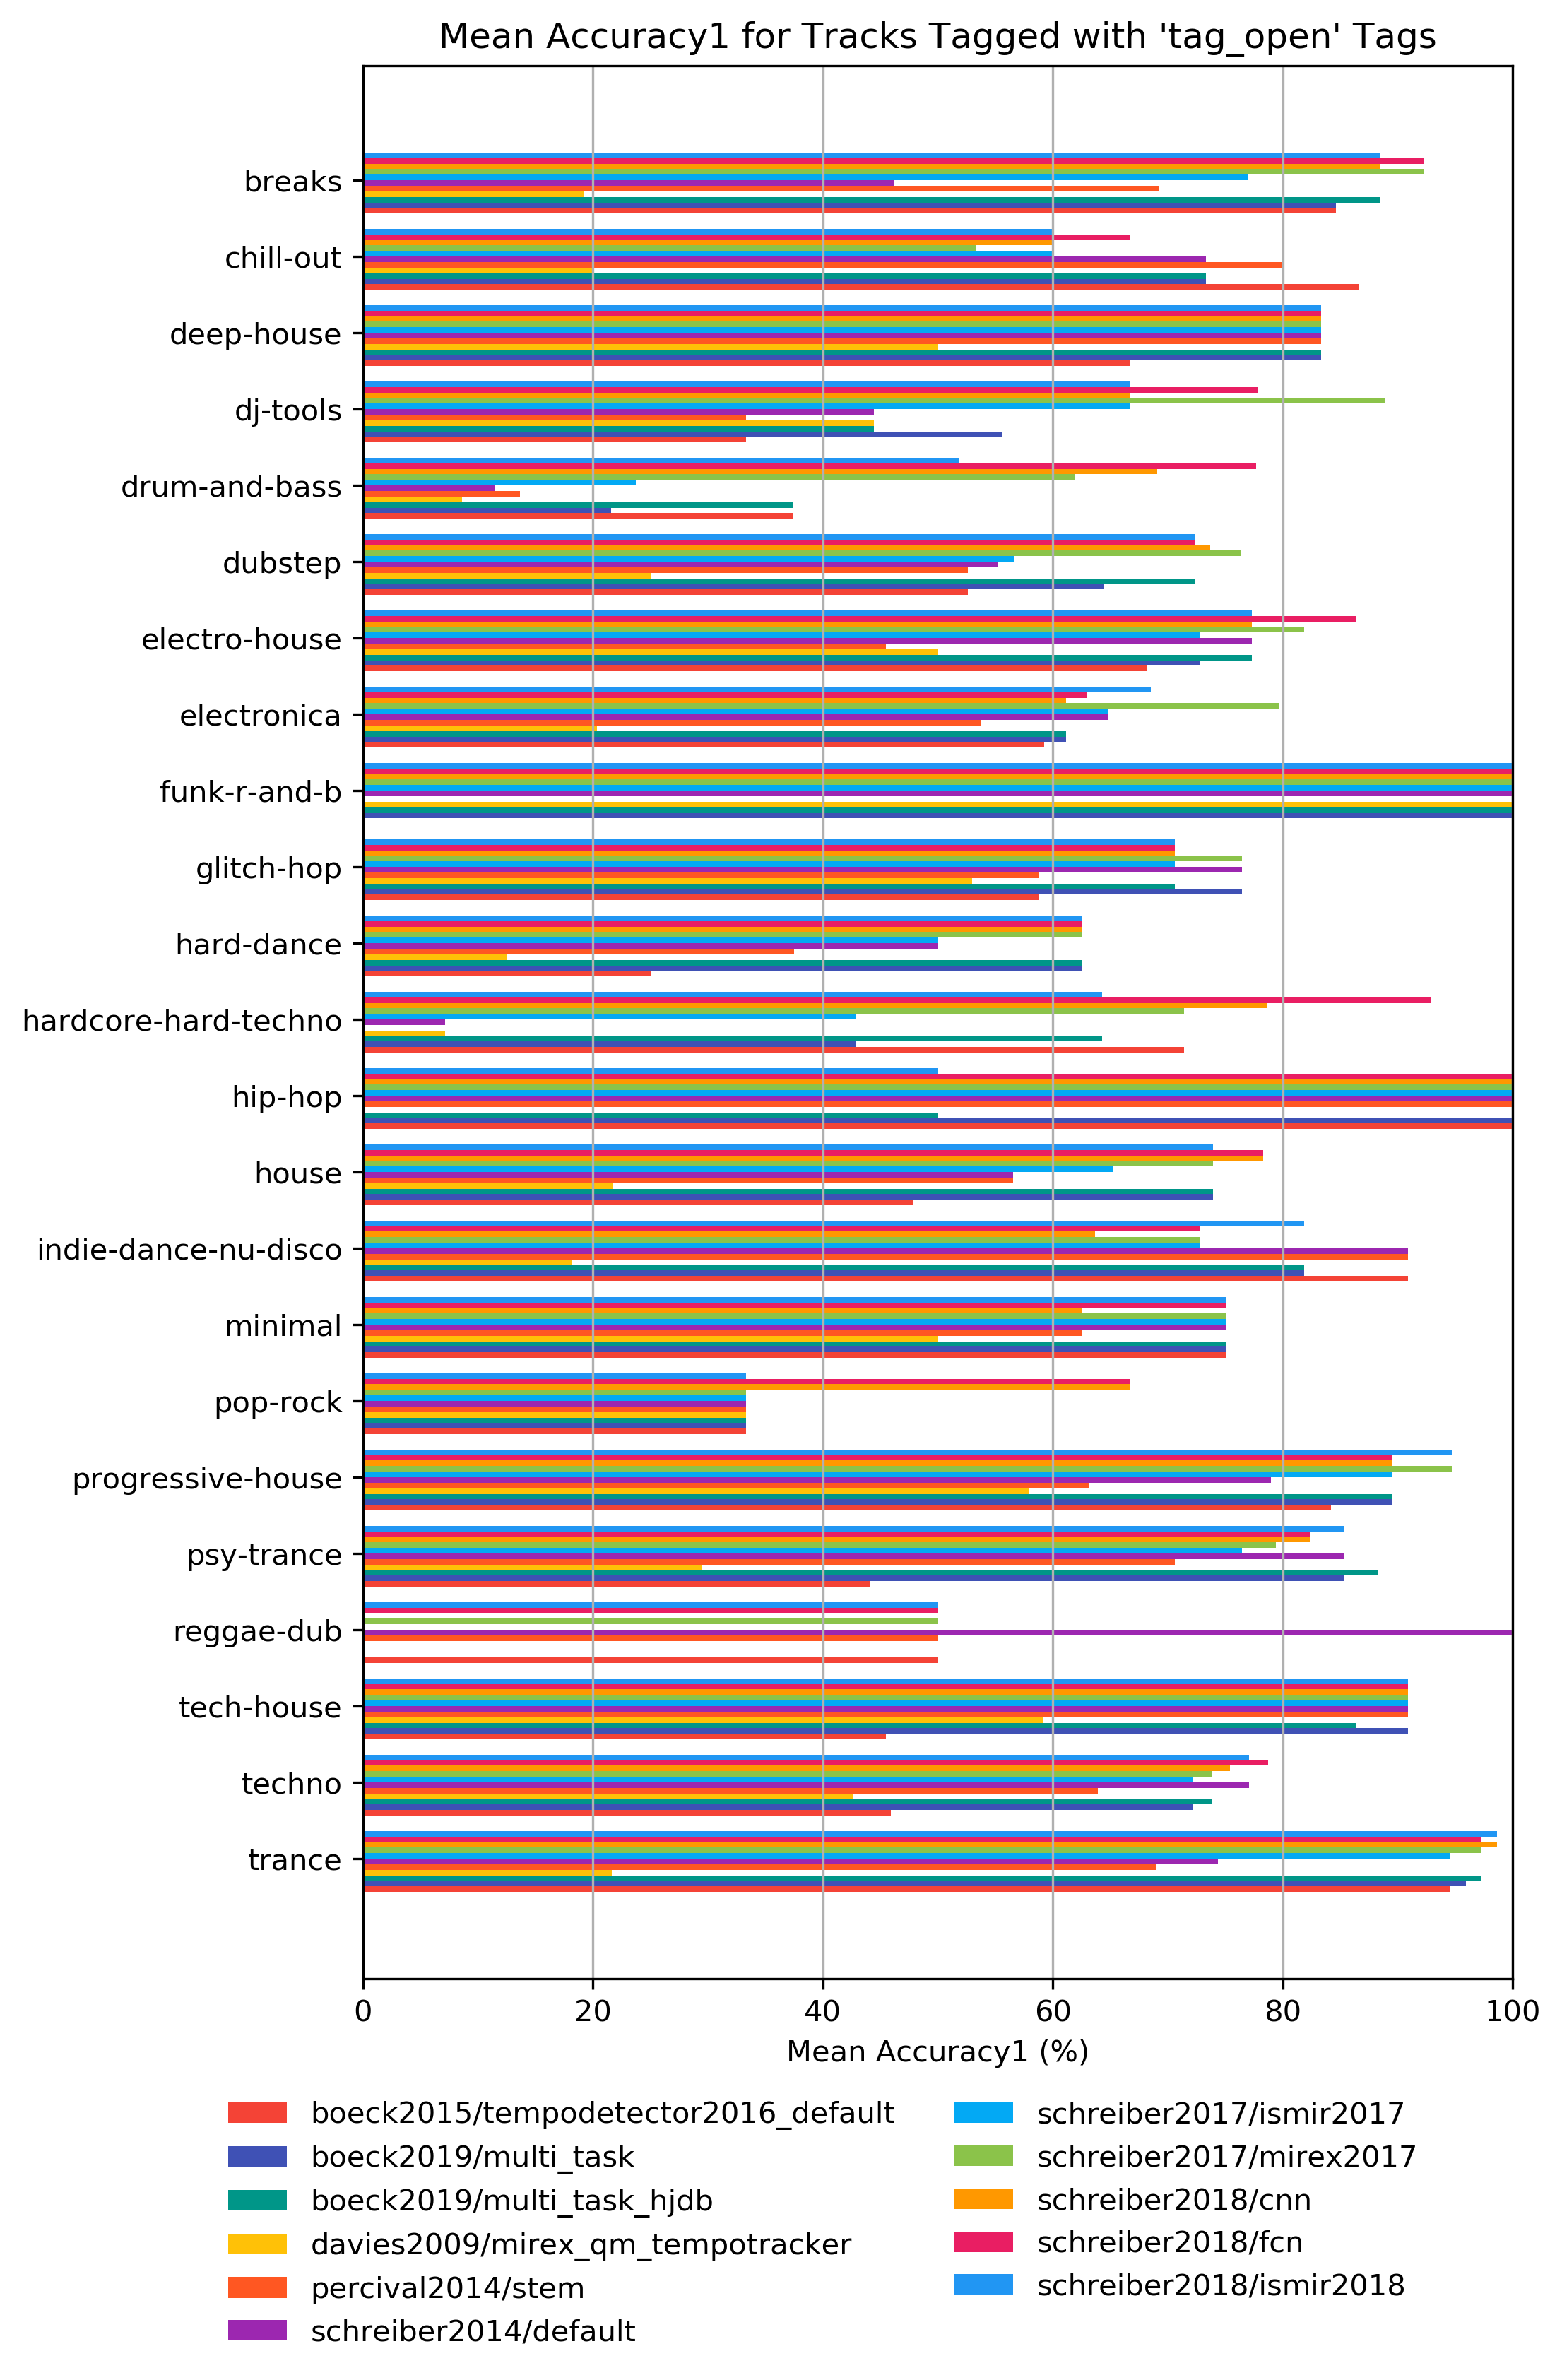 Mean Accuracy1 for Tracks Tagged with 'tag_open' Tags
breaks
chill-out
deep-house
dj-tools
drum-and-bass
dubstep
electro-house
electronica
funk-r-and-b
glitch-hop
hard-dance
hardcore-hard-techno
hip-hop
house
indie-dance-nu-disco
minimal
pop-rock
progressive-house
psy-trance
reggae-dub
tech-house
techno
trance
0 20 40 60 80 100
Mean Accuracy1 (%)
boeck2015/tempodetector2016_default
boeck2019/multi_task
boeck2019/multi_task_hjdb
davies2009/mirex_qm_tempotracker
percival2014/stem
schreiber2014/default
schreiber2017/ismir2017
schreiber2017/mirex2017
schreiber2018/cnn
schreiber2018/fcn
schreiber2018/ismir2018